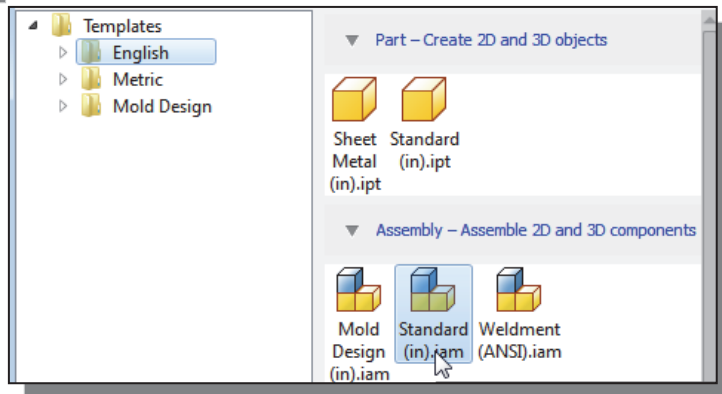 Templates
English
Metric
Mold Design
Part – Create 2D and 3D objects
Sheet Metal (in).ipt
Standard (in).ipt
Assembly – Assemble 2D and 3D components
Mold Design (in).iam
Standard (in).iam
Weldment (ANSI).iam